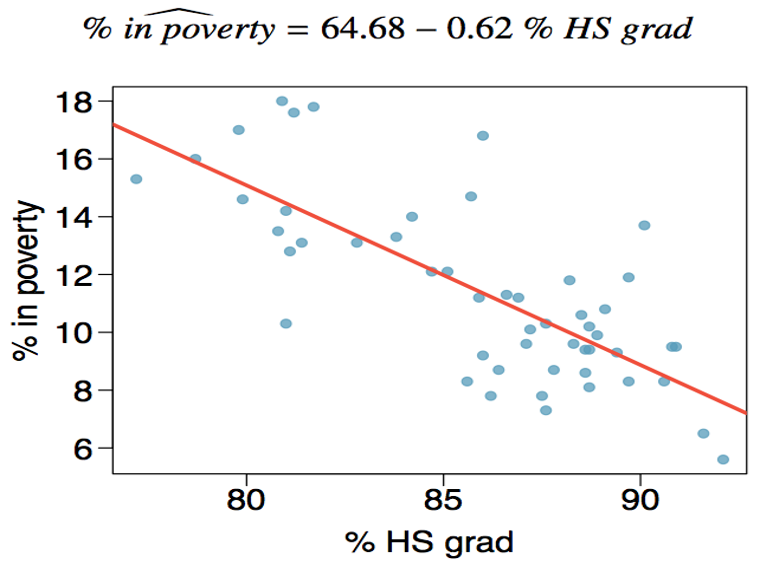 % in poverty = 64.68 − 0.62 % HS grad
18
16
14
12
10
8
6
% in poverty
80 85 90
% HS grad